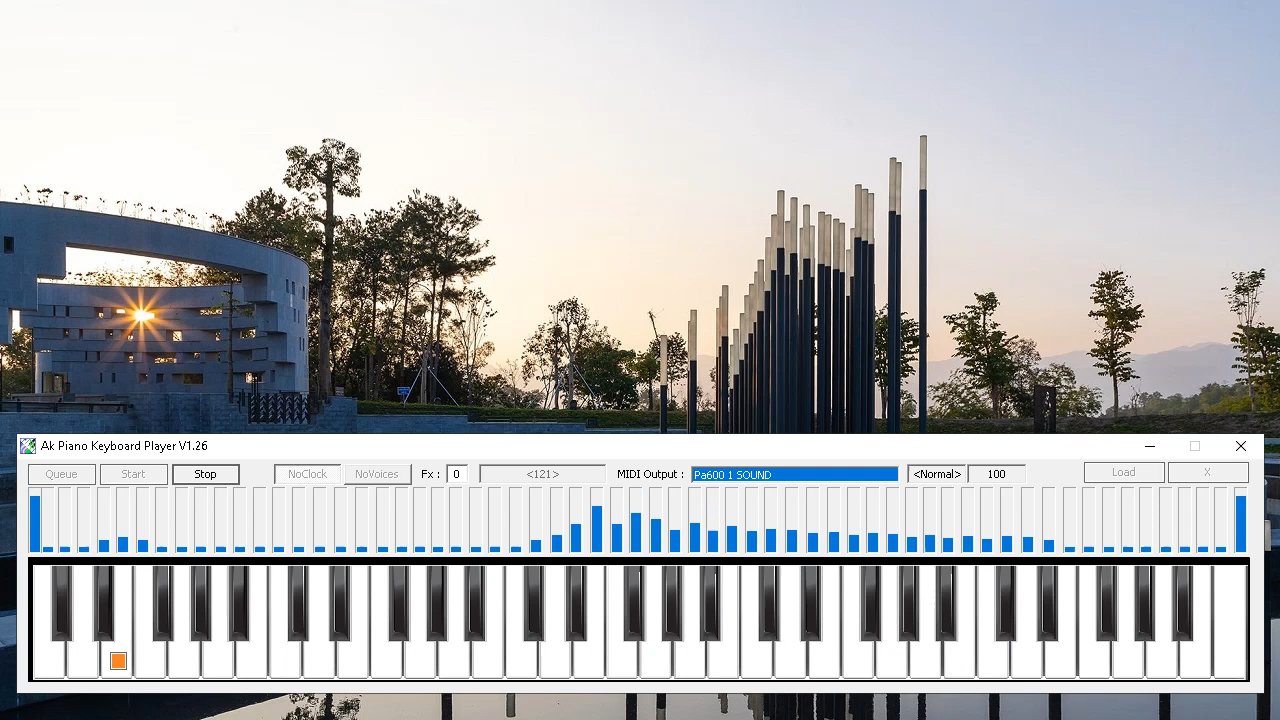 Ak Piano Keyboard Player V1.26
Queue Start Stop NoClock NoVoices Fx : 0 <121> MIDI Output : Pa600 1 SOUND <Normal> 100 Load X